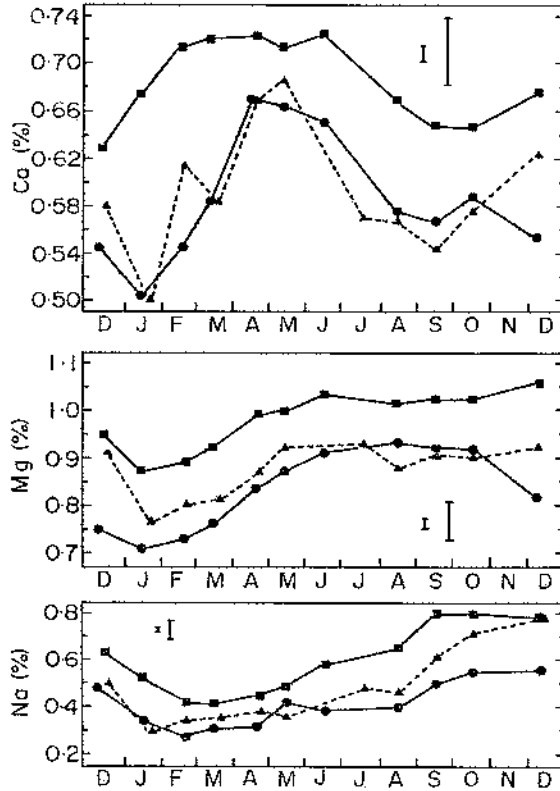 0·74
0·70
0·66
0·62
0·58
0·54
0·50
Ca (%)
D J F M A M J J A S O N D
1·1
1·0
0·9
0·8
0·7
Mg (%)
D J F M A M J J A S O N D
0·8
0·6
0·4
0·2
Na (%)
D J F M A M J J A S O N D